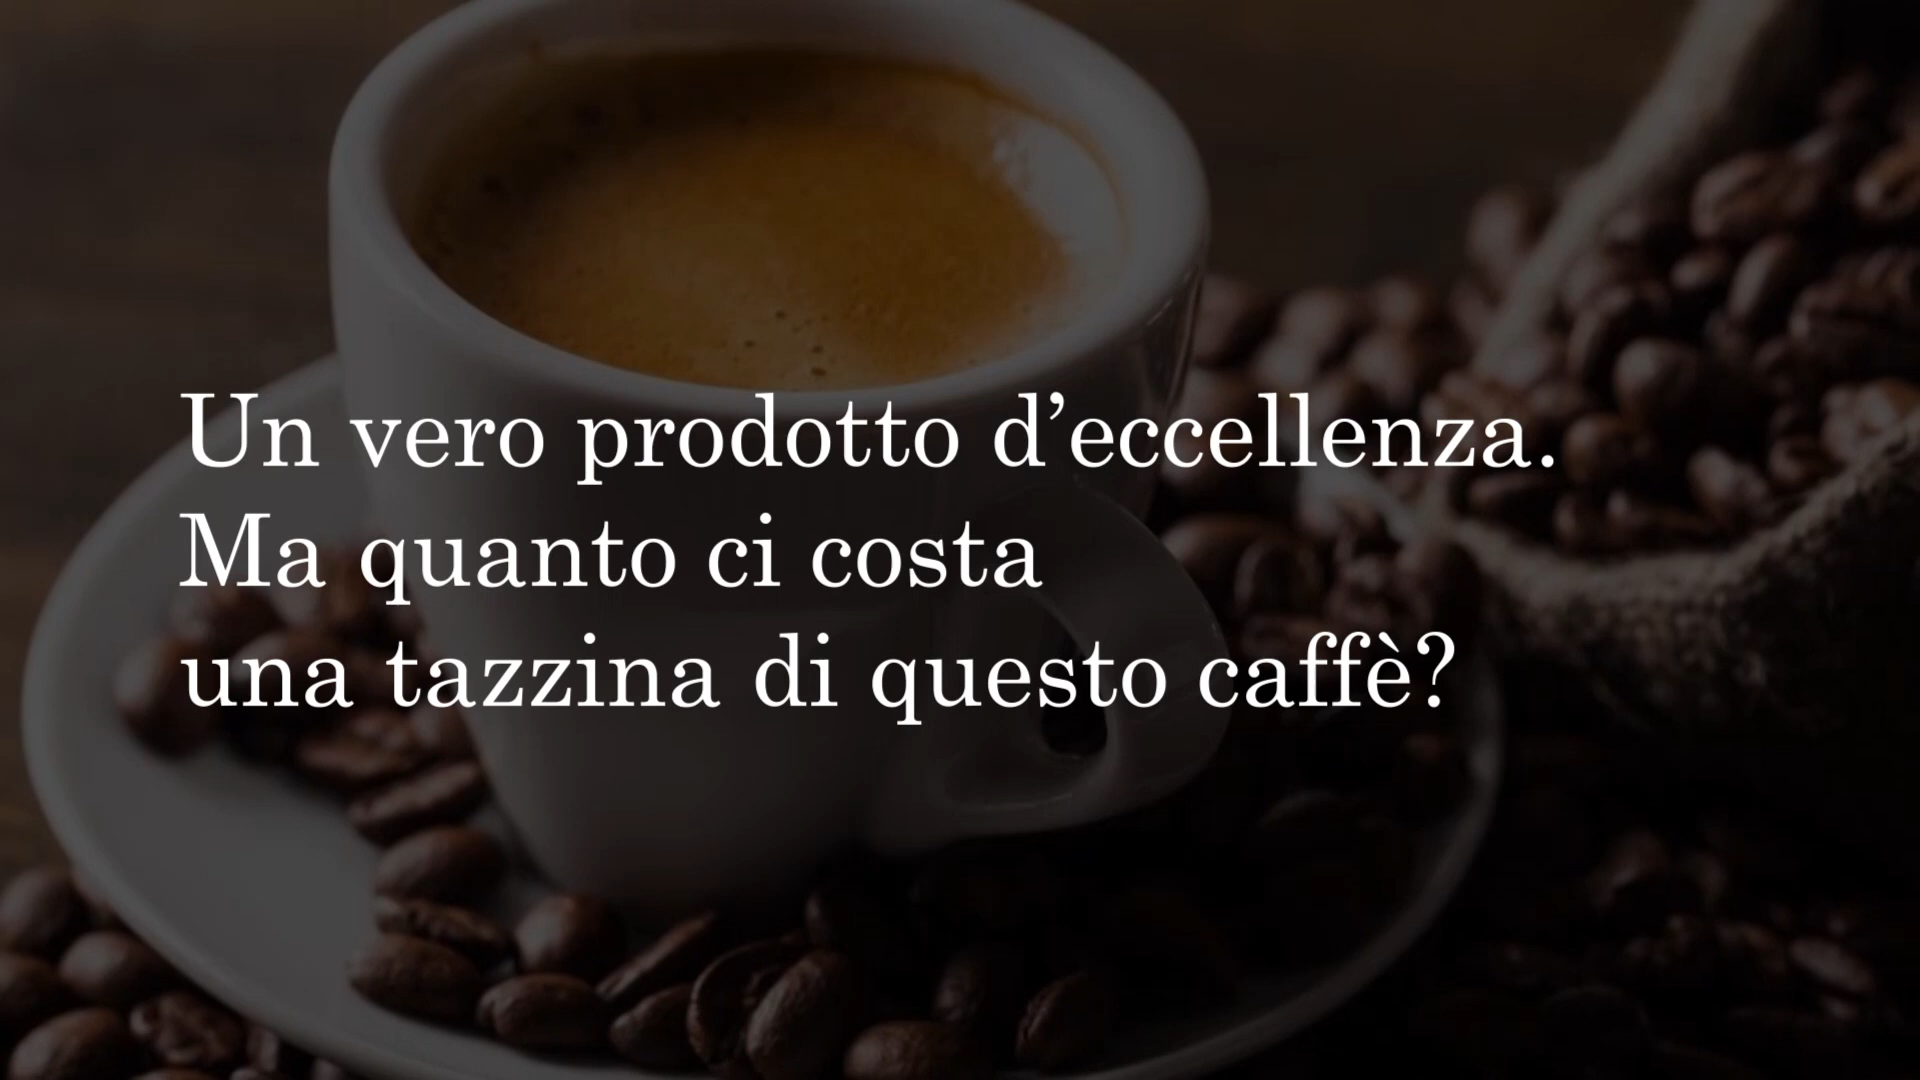 Un vero prodotto d’eccellenza.
Ma quanto ci costa
una tazzina di questo caffè?